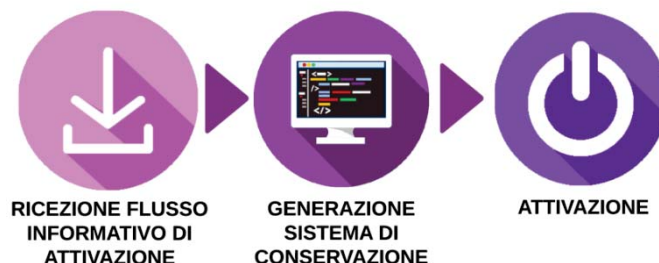 RICEZIONE FLUSSO
INFORMATIVO DI
ATTIVAZIONE
GENERAZIONE
SISTEMA DI
CONSERVAZIONE
ATTIVAZIONE